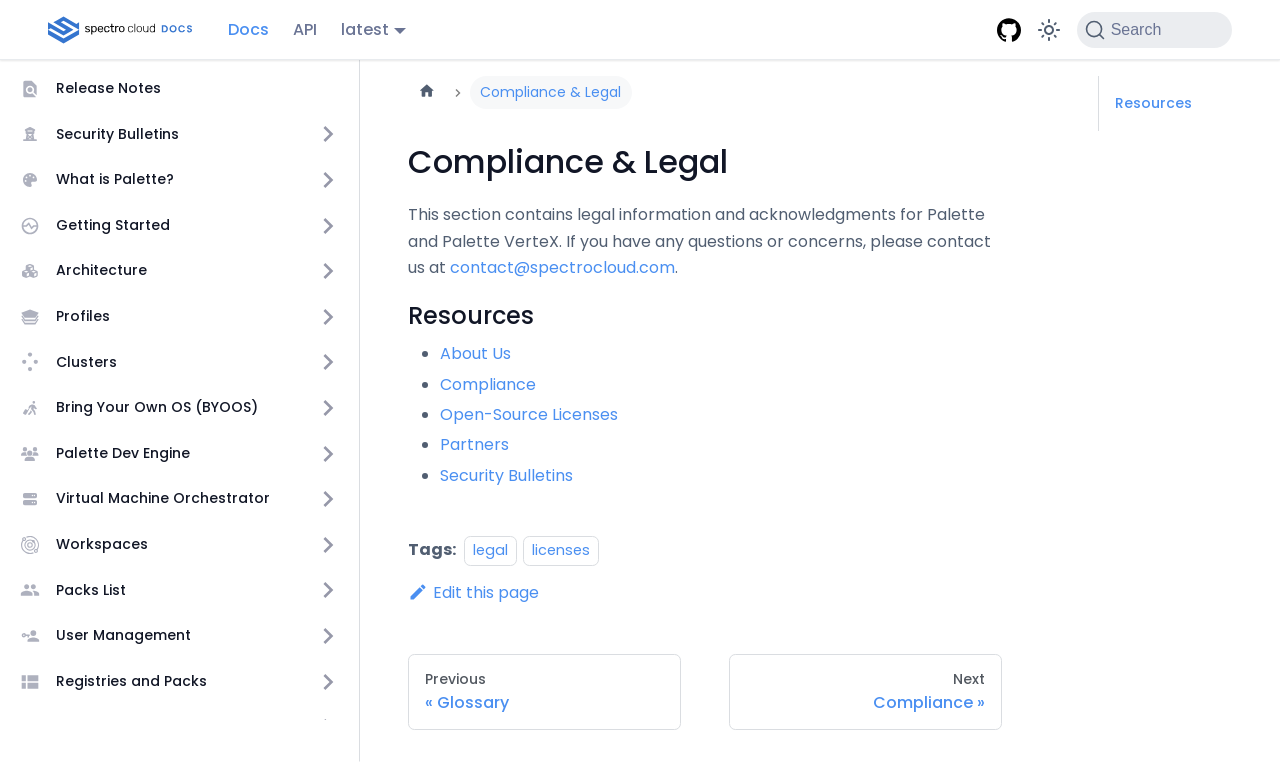 spectro cloud DOCS
Docs
API
latest
Search
Release Notes
Security Bulletins
What is Palette?
Getting Started
Architecture
Profiles
Clusters
Bring Your Own OS (BYOOS)
Palette Dev Engine
Virtual Machine Orchestrator
Workspaces
Packs List
User Management
Registries and Packs
Compliance & Legal
Compliance & Legal
This section contains legal information and acknowledgments for Palette
and Palette VerteX. If you have any questions or concerns, please contact
us at contact@spectrocloud.com.
Resources
About Us
Compliance
Open-Source Licenses
Partners
Security Bulletins
Tags: legal licenses
Edit this page
Previous
« Glossary
Next
Compliance »
Resources